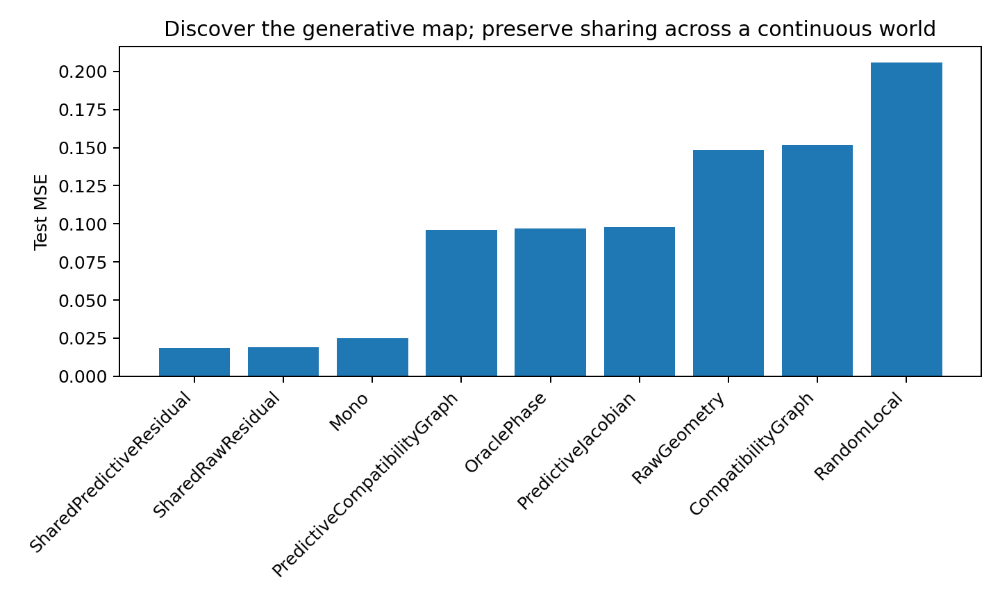 Discover the generative map; preserve sharing across a continuous world
Test MSE
0.200
0.175
0.150
0.125
0.100
0.075
0.050
0.025
0.000
SharedPredictiveResidual
SharedRawResidual
Mono
PredictiveCompatibilityGraph
OraclePhase
PredictiveJacobian
RawGeometry
CompatibilityGraph
RandomLocal